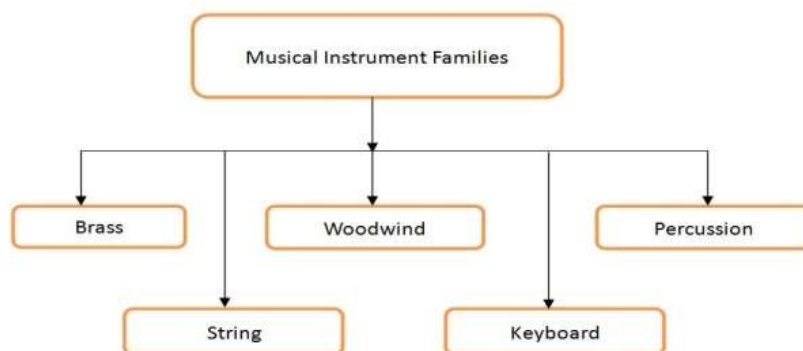 Musical Instrument Families
Brass
Woodwind
Percussion
String
Keyboard